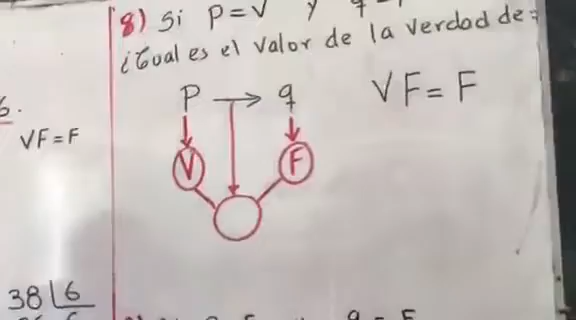 8) Si P=V y q
¿Cual es el valor de la verdad de:
6.
P → q
VF=F
VF=F
V
F
38 6